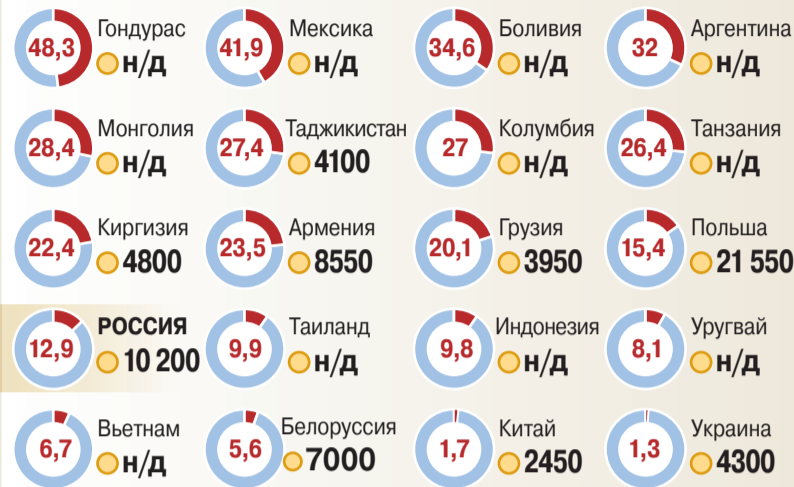 48,3 Гондурас
н/д
41,9 Мексика
н/д
34,6 Боливия
н/д
32 Аргентина
н/д
28,4 Монголия
н/д
27,4 Таджикистан
4100
27 Колумбия
н/д
26,4 Танзания
н/д
22,4 Киргизия
4800
23,5 Армения
8550
20,1 Грузия
3950
15,4 Польша
21 550
12,9 РОССИЯ
10 200
9,9 Таиланд
н/д
9,8 Индонезия
н/д
8,1 Уругвай
н/д
6,7 Вьетнам
н/д
5,6 Белоруссия
7000
1,7 Китай
2450
1,3 Украина
4300